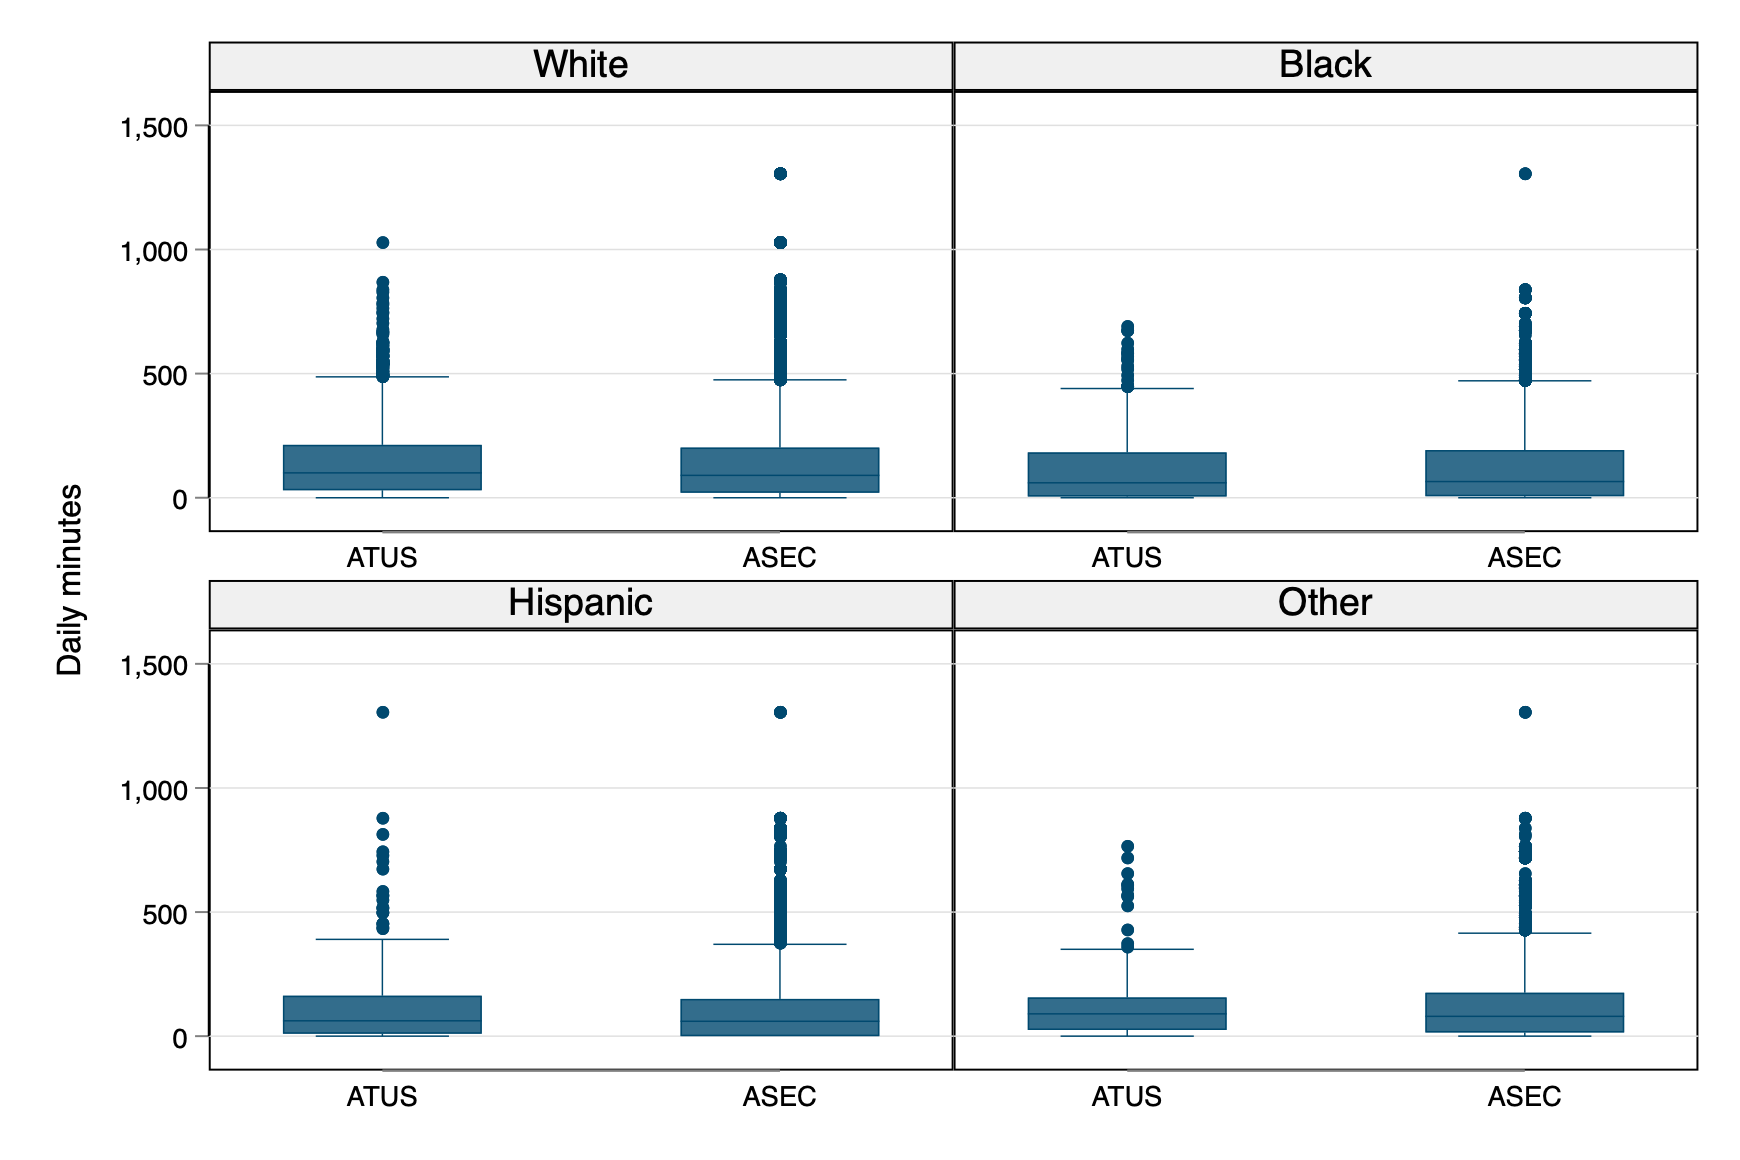 White
Black
1,500
1,000
500
0
ATUS
ASEC
ATUS
ASEC
Daily minutes
Hispanic
Other
1,500
1,000
500
0
ATUS
ASEC
ATUS
ASEC